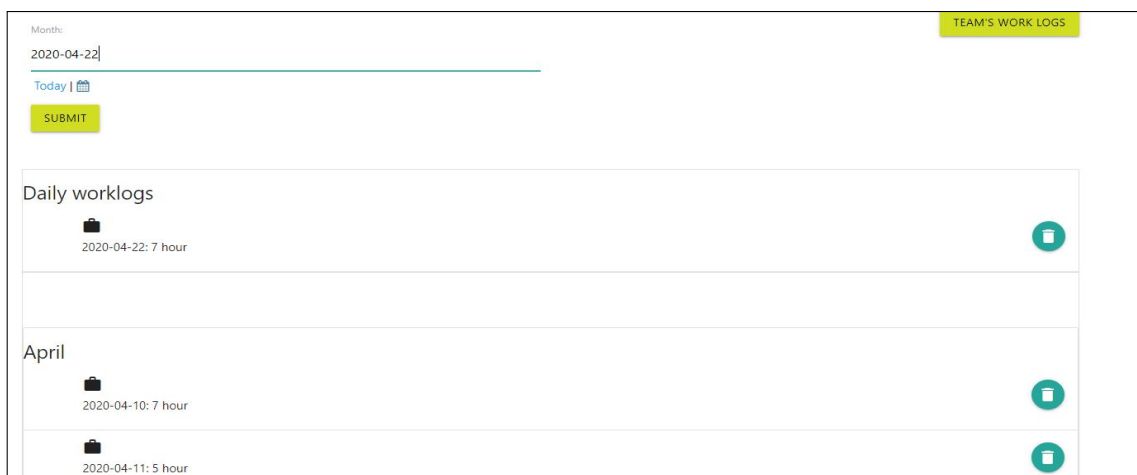 TEAM'S WORK LOGS
Month:
2020-04-22
Today |
SUBMIT
Daily worklogs
2020-04-22: 7 hour
April
2020-04-10: 7 hour
2020-04-11: 5 hour